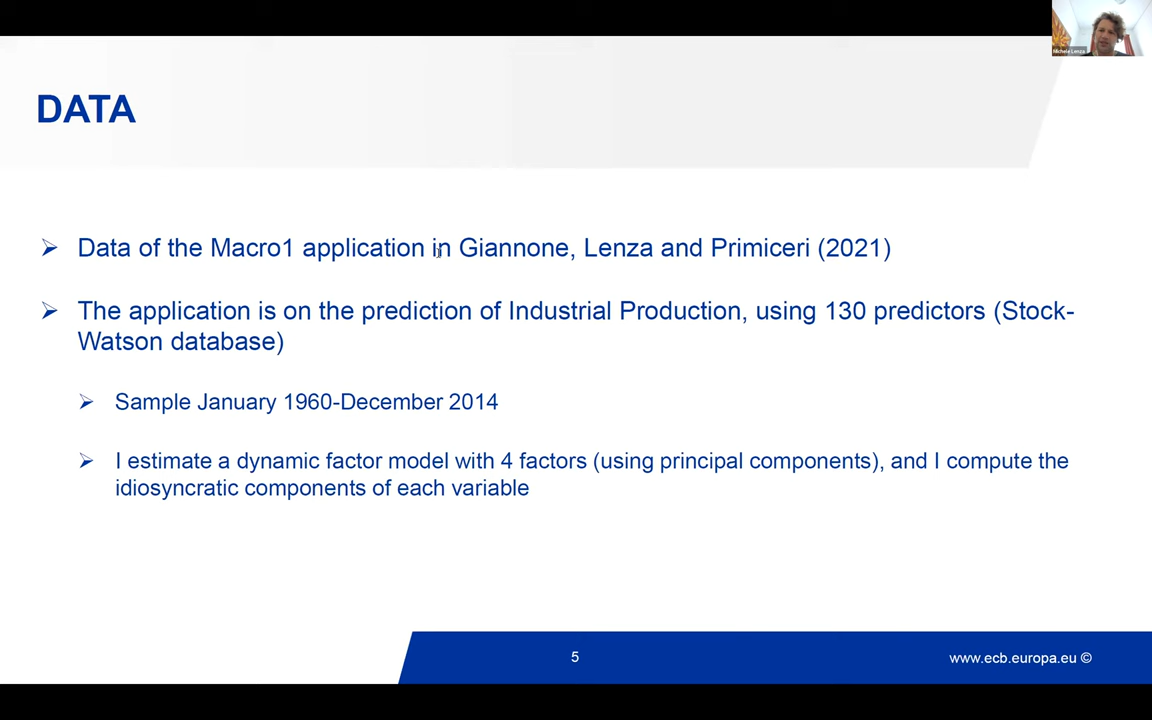 Michele Lenza
DATA
Data of the Macro1 application in Giannone, Lenza and Primiceri (2021)
The application is on the prediction of Industrial Production, using 130 predictors (Stock-
Watson database)
Sample January 1960-December 2014
I estimate a dynamic factor model with 4 factors (using principal components), and I compute the
idiosyncratic components of each variable
5
www.ecb.europa.eu ©